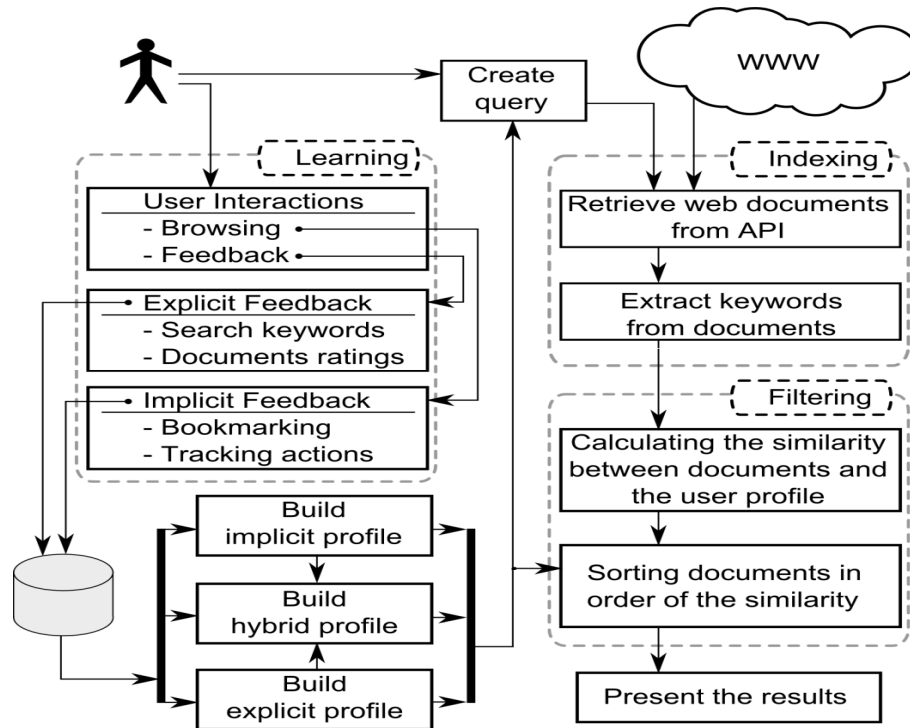 Create
query
WWW
Learning
User Interactions
- Browsing
- Feedback
Explicit Feedback
- Search keywords
- Documents ratings
Implicit Feedback
- Bookmarking
- Tracking actions
Build
implicit profile
Build
hybrid profile
Build
explicit profile
Indexing
Retrieve web documents
from API
Extract keywords
from documents
Filtering
Calculating the similarity
between documents and
the user profile
Sorting documents in
order of the similarity
Present the results